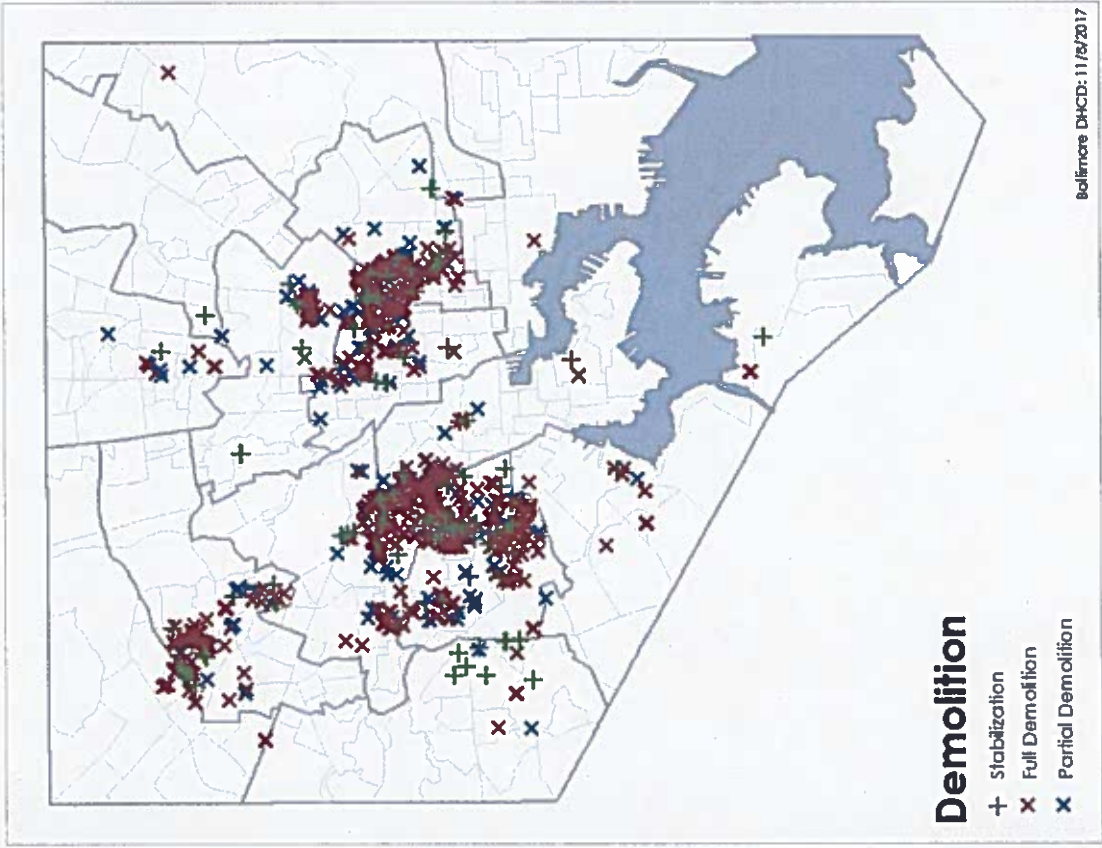 Demolition
Stabilization
Full Demolition
Partial Demolition
Baltimore DHCD: 11/8/2017